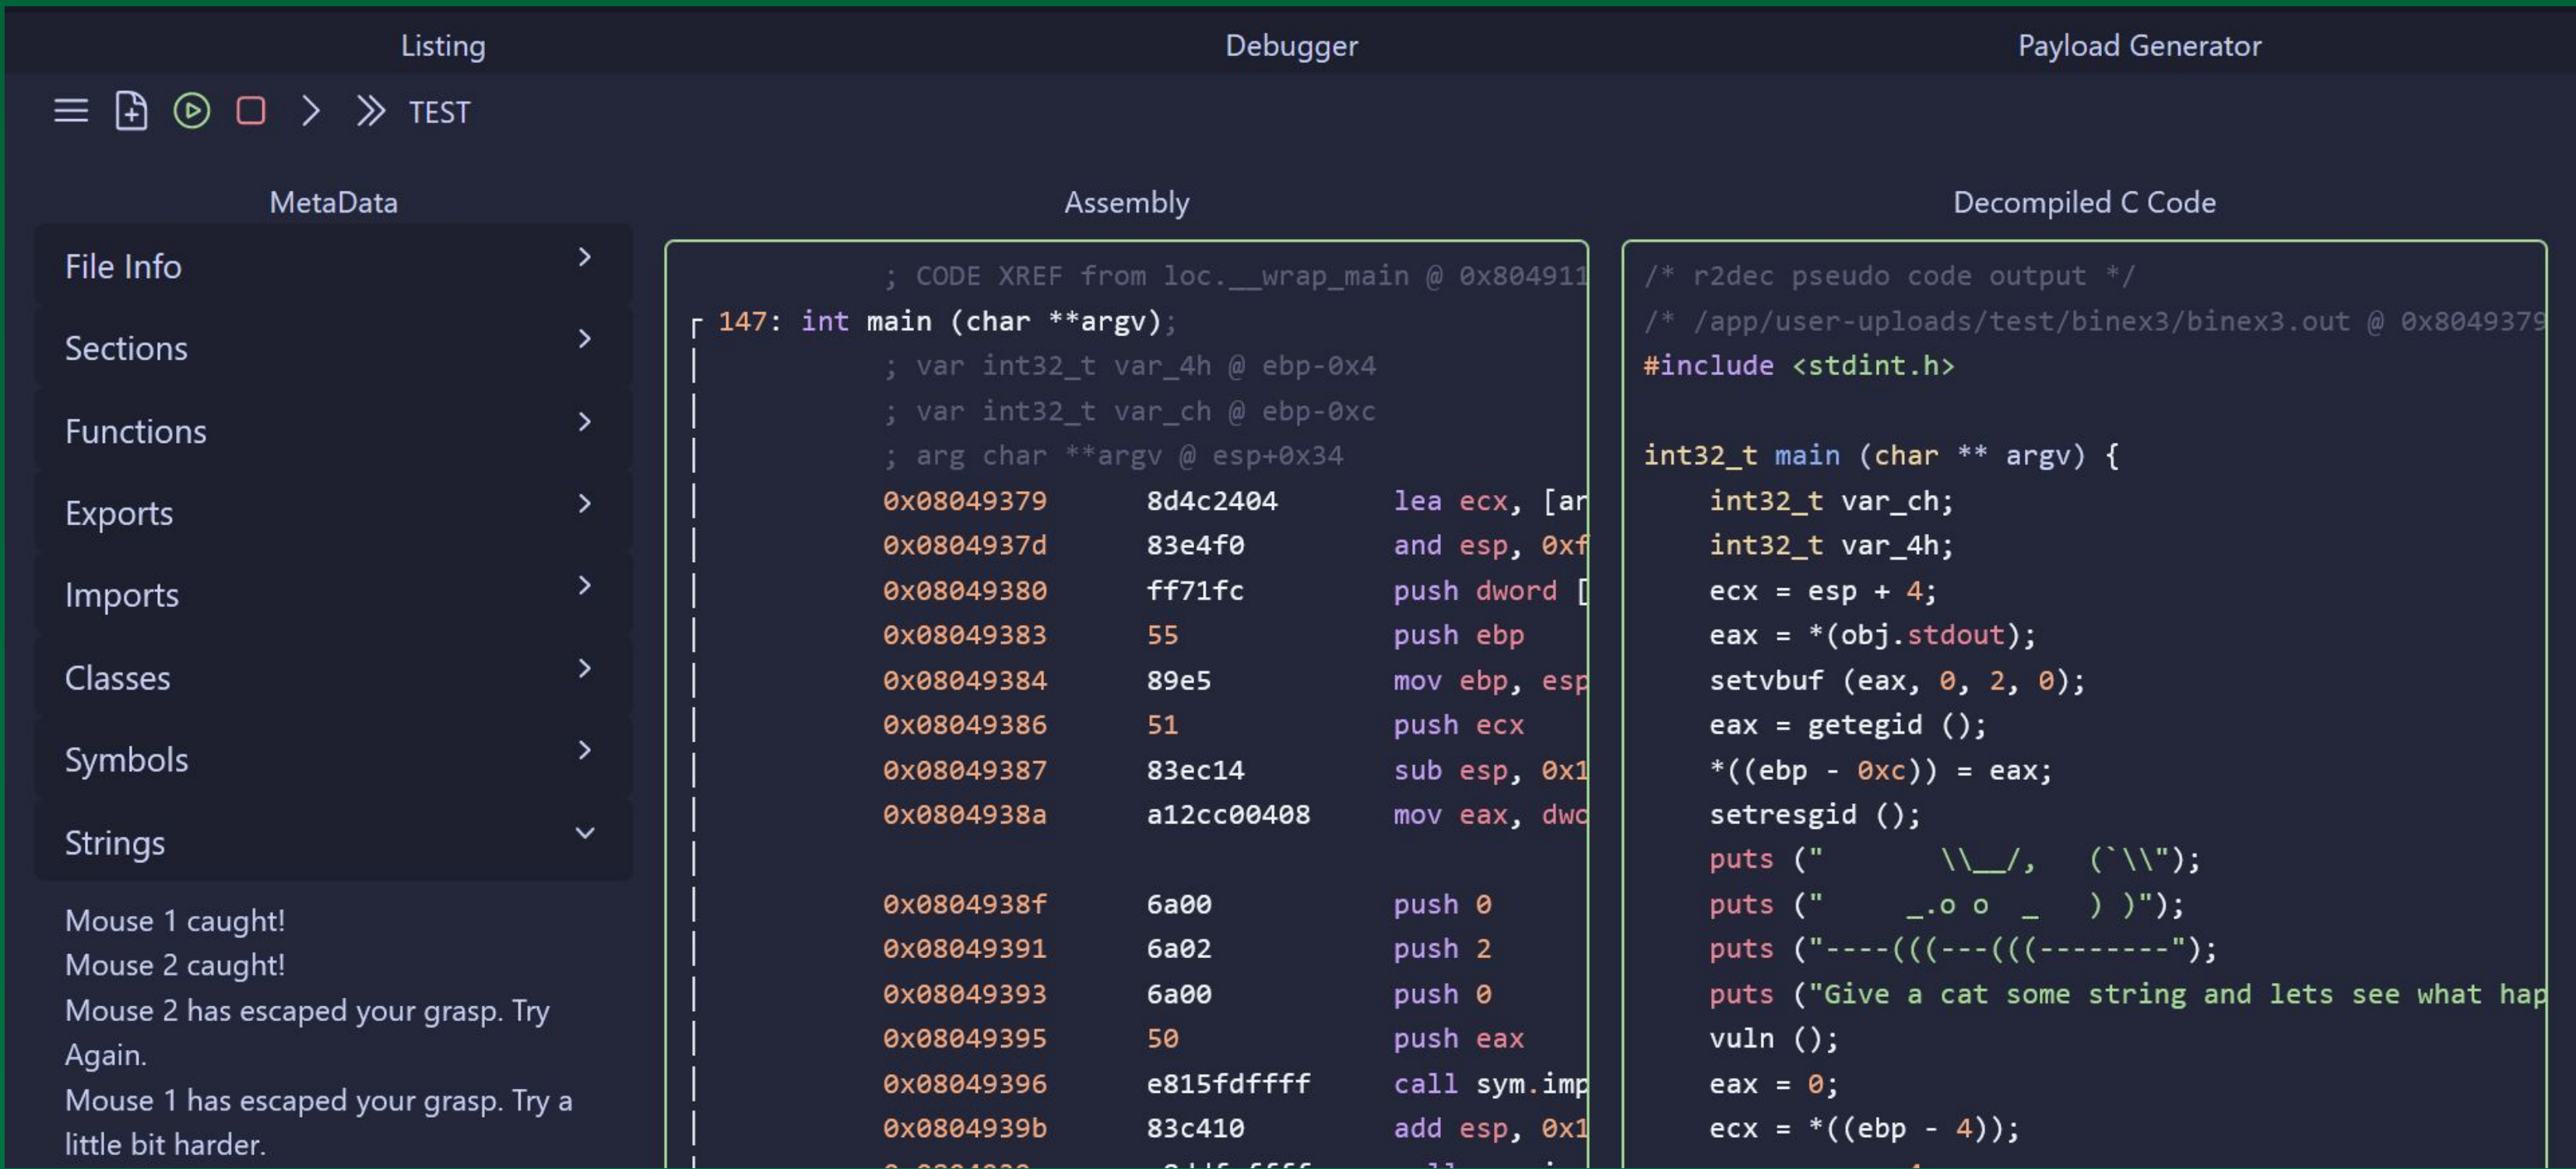 Listing Debugger Payload Generator
TEST
MetaData
File Info
Sections
Functions
Exports
Imports
Classes
Symbols
Strings
Mouse 1 caught!
Mouse 2 caught!
Mouse 2 has escaped your grasp. Try
Again.
Mouse 1 has escaped your grasp. Try a
little bit harder.
Assembly
; CODE XREF from loc.__wrap_main @ 0x804911
147: int main (char **argv);
; var int32_t var_4h @ ebp-0x4
; var int32_t var_ch @ ebp-0xc
; arg char **argv @ esp+0x34
0x08049379 8d4c2404 lea ecx, [ar
0x0804937d 83e4f0 and esp, 0xf
0x08049380 ff71fc push dword [
0x08049383 55 push ebp
0x08049384 89e5 mov ebp, esp
0x08049386 51 push ecx
0x08049387 83ec14 sub esp, 0x1
0x0804938a a12cc00408 mov eax, dwo
0x0804938f 6a00 push 0
0x08049391 6a02 push 2
0x08049393 6a00 push 0
0x08049395 50 push eax
0x08049396 e815fdffff call sym.imp
0x0804939b 83c410 add esp, 0x1
Decompiled C Code
/* r2dec pseudo code output */
/* /app/user-uploads/test/binex3/binex3.out @ 0x8049379
#include <stdint.h>
int32_t main (char ** argv) {
int32_t var_ch;
int32_t var_4h;
ecx = esp + 4;
eax = *(obj.stdout);
setvbuf (eax, 0, 2, 0);
eax = getegid ();
*((ebp - 0xc)) = eax;
setresgid ();
puts ("       \\__/,   (`\\");
puts ("     _.o o  _   ) )");
puts ("----(((---(((--------");
puts ("Give a cat some string and lets see what hap
vuln ();
eax = 0;
ecx = *((ebp - 4));